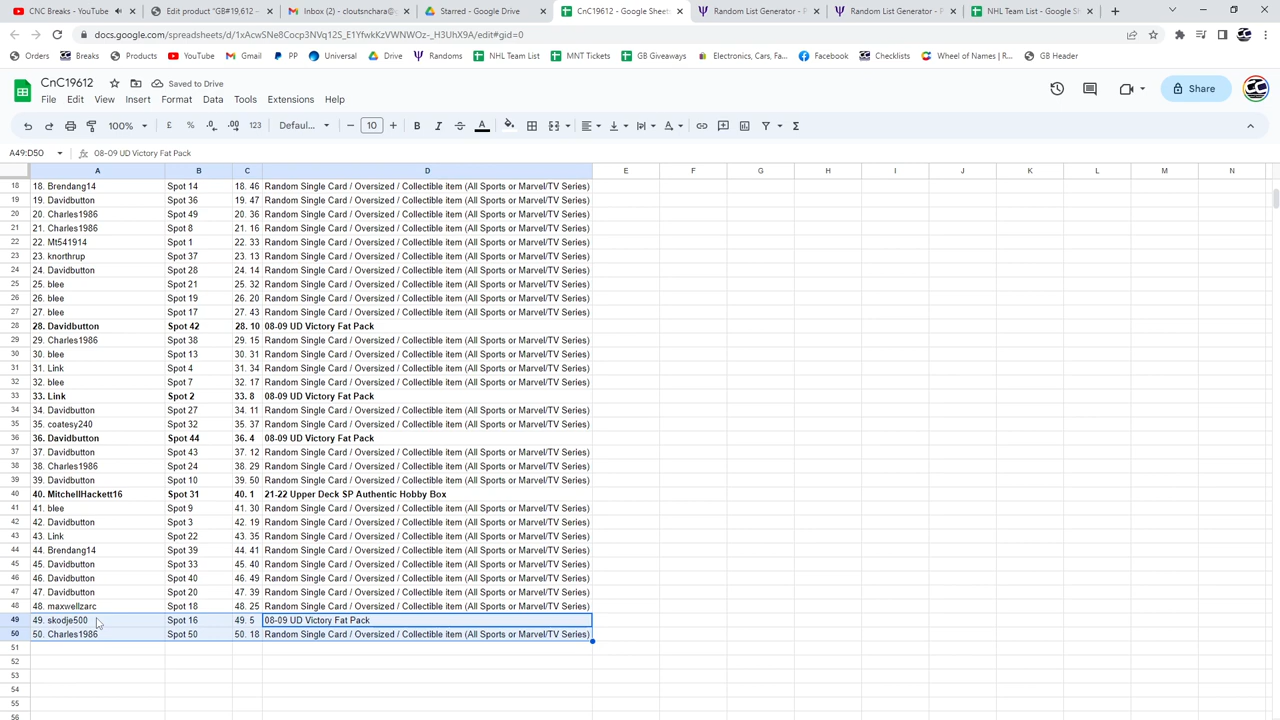 CNC Breaks - YouTube
Edit product "GB#19,612 -
Inbox (2) - cloutsnchara@g
Starred - Google Drive
CnC19612 - Google Sheets
Random List Generator - P
Random List Generator - P
NHL Team List - Google Sh
docs.google.com/spreadsheets/d/1xAcwSNe8Cocp3NVq12S_E1YfwkKzVWNWOz-_H3UhX9A/edit#gid=0
Orders Breaks Products YouTube Gmail PP Universal Drive Randoms NHL Team List MNT Tickets GB Giveaways Electronics, Cars, Fa... Facebook Checklists Wheel of Names | R... GB Header
CnC19612 Saved to Drive
File Edit View Insert Format Data Tools Extensions Help
Share
100% £ % .0 .00 123 Defaul... 10 B I A
A49:D50 fx 08-09 UD Victory Fat Pack
A B C D E F G H I J K L M N
18 18. Brendang14 Spot 14 18. 46 Random Single Card / Oversized / Collectible item (All Sports or Marvel/TV Series)
19 19. Davidbutton Spot 36 19. 47 Random Single Card / Oversized / Collectible item (All Sports or Marvel/TV Series)
20 20. Charles1986 Spot 49 20. 36 Random Single Card / Oversized / Collectible item (All Sports or Marvel/TV Series)
21 21. Charles1986 Spot 8 21. 16 Random Single Card / Oversized / Collectible item (All Sports or Marvel/TV Series)
22 22. Mt541914 Spot 1 22. 33 Random Single Card / Oversized / Collectible item (All Sports or Marvel/TV Series)
23 23. knorthrup Spot 37 23. 13 Random Single Card / Oversized / Collectible item (All Sports or Marvel/TV Series)
24 24. Davidbutton Spot 28 24. 14 Random Single Card / Oversized / Collectible item (All Sports or Marvel/TV Series)
25 25. blee Spot 21 25. 32 Random Single Card / Oversized / Collectible item (All Sports or Marvel/TV Series)
26 26. blee Spot 19 26. 20 Random Single Card / Oversized / Collectible item (All Sports or Marvel/TV Series)
27 27. blee Spot 17 27. 43 Random Single Card / Oversized / Collectible item (All Sports or Marvel/TV Series)
28 28. Davidbutton Spot 42 28. 10 08-09 UD Victory Fat Pack
29 29. Charles1986 Spot 38 29. 15 Random Single Card / Oversized / Collectible item (All Sports or Marvel/TV Series)
30 30. blee Spot 13 30. 31 Random Single Card / Oversized / Collectible item (All Sports or Marvel/TV Series)
31 31. Link Spot 4 31. 34 Random Single Card / Oversized / Collectible item (All Sports or Marvel/TV Series)
32 32. blee Spot 7 32. 17 Random Single Card / Oversized / Collectible item (All Sports or Marvel/TV Series)
33 33. Link Spot 2 33. 8 08-09 UD Victory Fat Pack
34 34. Davidbutton Spot 27 34. 11 Random Single Card / Oversized / Collectible item (All Sports or Marvel/TV Series)
35 35. coatesy240 Spot 32 35. 37 Random Single Card / Oversized / Collectible item (All Sports or Marvel/TV Series)
36 36. Davidbutton Spot 44 36. 4 08-09 UD Victory Fat Pack
37 37. Davidbutton Spot 43 37. 12 Random Single Card / Oversized / Collectible item (All Sports or Marvel/TV Series)
38 38. Charles1986 Spot 24 38. 29 Random Single Card / Oversized / Collectible item (All Sports or Marvel/TV Series)
39 39. Davidbutton Spot 10 39. 50 Random Single Card / Oversized / Collectible item (All Sports or Marvel/TV Series)
40 40. MitchellHackett16 Spot 31 40. 1 21-22 Upper Deck SP Authentic Hobby Box
41 41. blee Spot 9 41. 30 Random Single Card / Oversized / Collectible item (All Sports or Marvel/TV Series)
42 42. Davidbutton Spot 3 42. 19 Random Single Card / Oversized / Collectible item (All Sports or Marvel/TV Series)
43 43. Link Spot 22 43. 35 Random Single Card / Oversized / Collectible item (All Sports or Marvel/TV Series)
44 44. Brendang14 Spot 39 44. 41 Random Single Card / Oversized / Collectible item (All Sports or Marvel/TV Series)
45 45. Davidbutton Spot 33 45. 40 Random Single Card / Oversized / Collectible item (All Sports or Marvel/TV Series)
46 46. Davidbutton Spot 40 46. 49 Random Single Card / Oversized / Collectible item (All Sports or Marvel/TV Series)
47 47. Davidbutton Spot 20 47. 39 Random Single Card / Oversized / Collectible item (All Sports or Marvel/TV Series)
48 48. maxwellzarc Spot 18 48. 25 Random Single Card / Oversized / Collectible item (All Sports or Marvel/TV Series)
49 49. skodje500 Spot 16 49. 5 08-09 UD Victory Fat Pack
50 50. Charles1986 Spot 50 50. 18 Random Single Card / Oversized / Collectible item (All Sports or Marvel/TV Series)
51
52
53
54
55
56